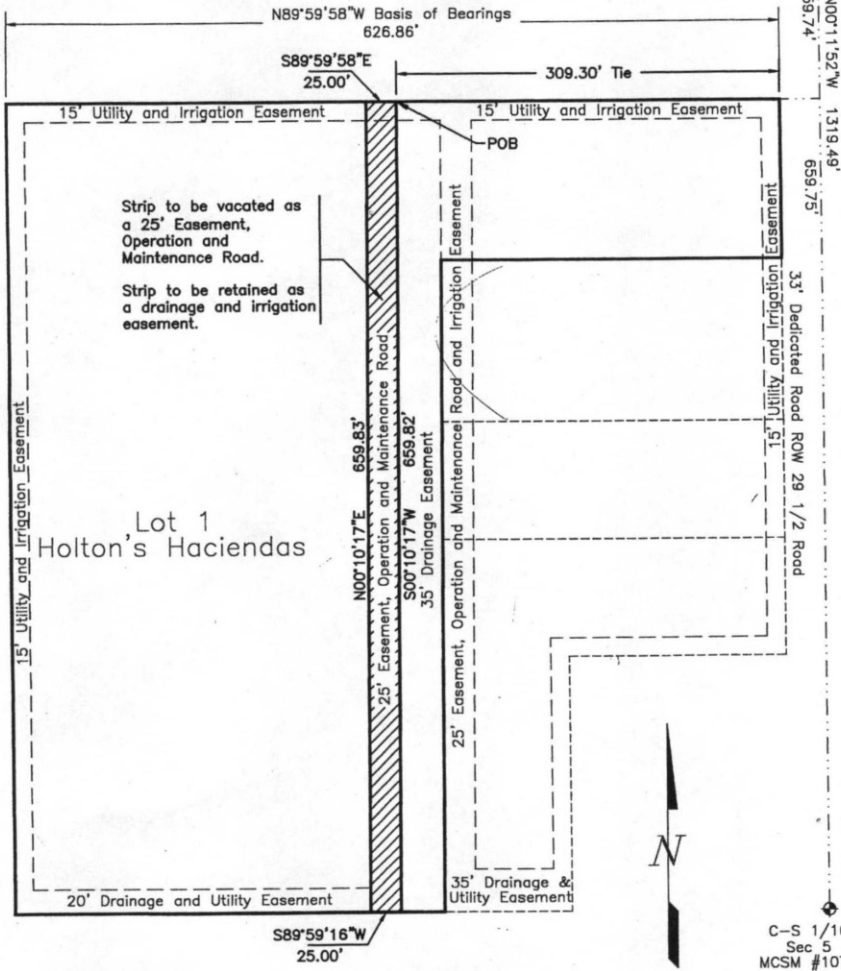 N89°59'58"W Basis of Bearings
626.86'
S89°59'58"E
25.00'
309.30' Tie
N00°11'52"W 1319.49'
59.74'
659.75'
15' Utility and Irrigation Easement
15' Utility and Irrigation Easement
POB
Strip to be vacated as
a 25' Easement,
Operation and
Maintenance Road.
Strip to be retained as
a drainage and irrigation
easement.
15' Utility and Irrigation Easement
Lot 1
Holton's Haciendas
N00°10'17"E 659.83'
25' Easement, Operation and Maintenance Road
S00°10'17"W 659.82'
35' Drainage Easement
25' Easement, Operation and Maintenance Road and Irrigation Easement
15' Utility and Irrigation Easement
33' Dedicated Road ROW 29 1/2 Road
20' Drainage and Utility Easement
35' Drainage &
Utility Easement
S89°59'16"W
25.00'
N
C-S 1/16
Sec 5
MCSM #107